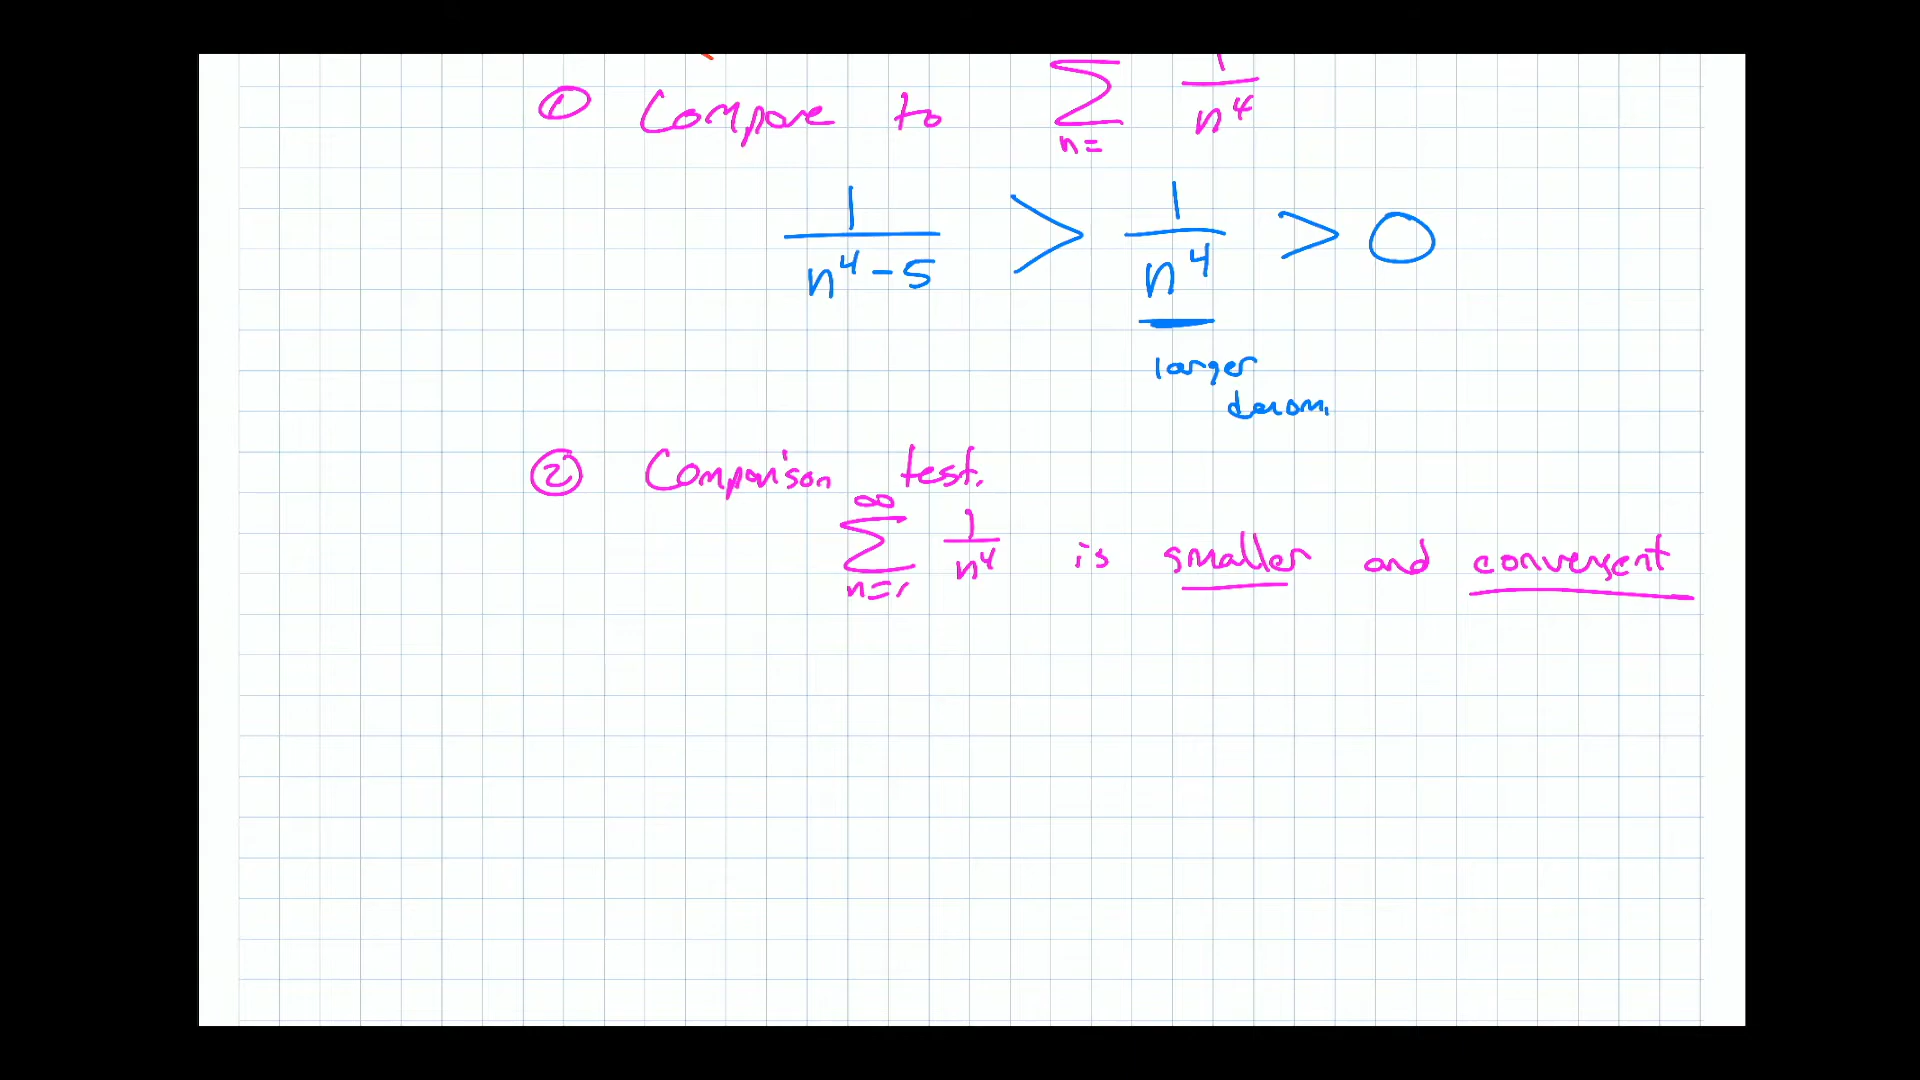 ① Compare to ∑ n= 1/n⁴
1/(n⁴-5) > 1/n⁴ > 0
larger
denom.
② Comparison test.
∞∑n=1 1/n⁴ is smaller and convergent